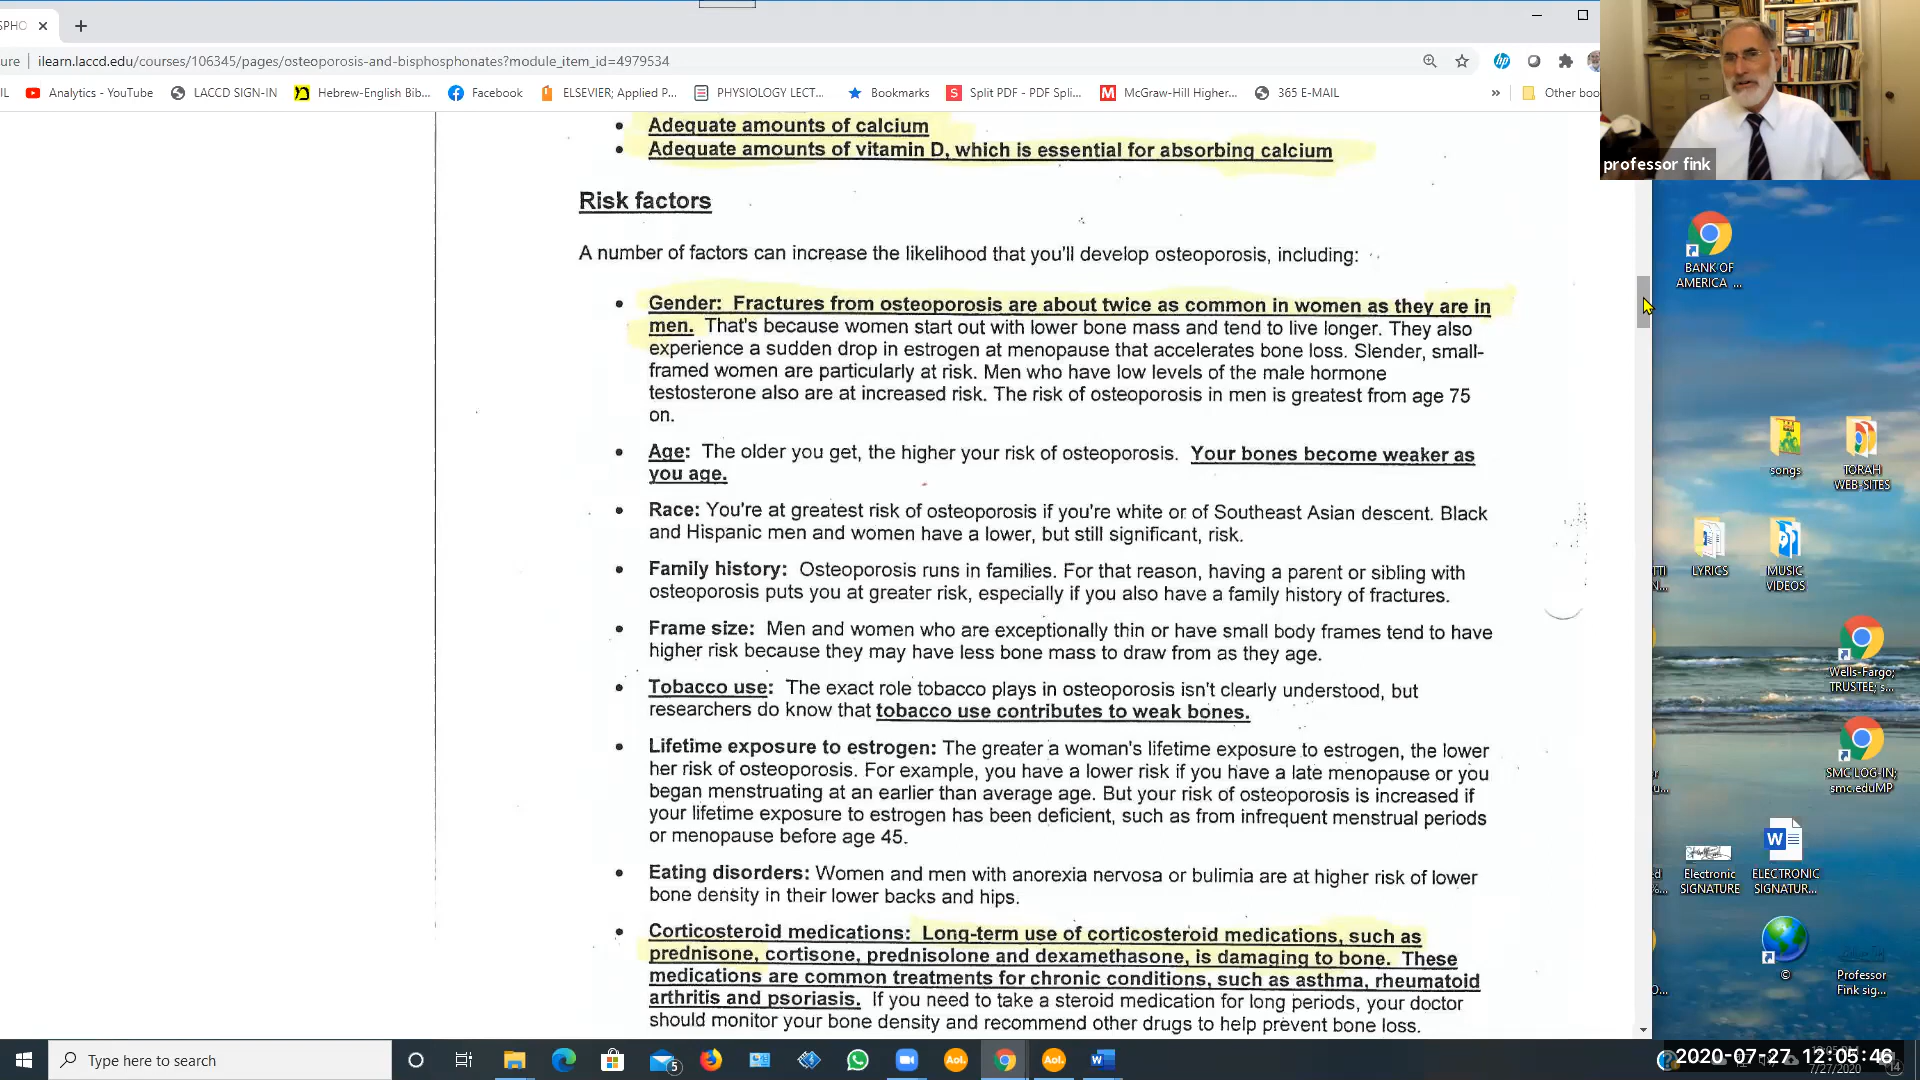 SPHO
ure
ilearn.laccd.edu/courses/106345/pages/osteoporosis-and-bisphosphonates?module_item_id=4979534
IL
Analytics - YouTube
LACCD SIGN-IN
Hebrew-English Bib...
Facebook
ELSEVIER; Applied P...
PHYSIOLOGY LECT...
Bookmarks
Split PDF - PDF Spli...
McGraw-Hill Higher...
365 E-MAIL
»
Other boo
professor fink
• Adequate amounts of calcium
• Adequate amounts of vitamin D, which is essential for absorbing calcium
Risk factors
A number of factors can increase the likelihood that you'll develop osteoporosis, including:
• Gender: Fractures from osteoporosis are about twice as common in women as they are in
men. That's because women start out with lower bone mass and tend to live longer. They also
experience a sudden drop in estrogen at menopause that accelerates bone loss. Slender, small-
framed women are particularly at risk. Men who have low levels of the male hormone
testosterone also are at increased risk. The risk of osteoporosis in men is greatest from age 75
on.
• Age: The older you get, the higher your risk of osteoporosis. Your bones become weaker as
you age.
• Race: You're at greatest risk of osteoporosis if you're white or of Southeast Asian descent. Black
and Hispanic men and women have a lower, but still significant, risk.
• Family history: Osteoporosis runs in families. For that reason, having a parent or sibling with
osteoporosis puts you at greater risk, especially if you also have a family history of fractures.
• Frame size: Men and women who are exceptionally thin or have small body frames tend to have
higher risk because they may have less bone mass to draw from as they age.
• Tobacco use: The exact role tobacco plays in osteoporosis isn't clearly understood, but
researchers do know that tobacco use contributes to weak bones.
• Lifetime exposure to estrogen: The greater a woman's lifetime exposure to estrogen, the lower
her risk of osteoporosis. For example, you have a lower risk if you have a late menopause or you
began menstruating at an earlier than average age. But your risk of osteoporosis is increased if
your lifetime exposure to estrogen has been deficient, such as from infrequent menstrual periods
or menopause before age 45.
• Eating disorders: Women and men with anorexia nervosa or bulimia are at higher risk of lower
bone density in their lower backs and hips.
• Corticosteroid medications: Long-term use of corticosteroid medications, such as
prednisone, cortisone, prednisolone and dexamethasone, is damaging to bone. These
medications are common treatments for chronic conditions, such as asthma, rheumatoid
arthritis and psoriasis. If you need to take a steroid medication for long periods, your doctor
should monitor your bone density and recommend other drugs to help prevent bone loss.
BANK OF
AMERICA ...
songs
TORAH
WEB-SITES
LYRICS
MUSIC
VIDEOS
Wells-Fargo;
TRUSTEE; s...
SMC LOG-IN;
smc.eduMP
Electronic
SIGNATURE
ELECTRONIC
SIGNATUR...
©
Professor
Fink sig...
Type here to search
5
Aol.
Aol.
2020-07-27 12:05:46
7/27/2020
14